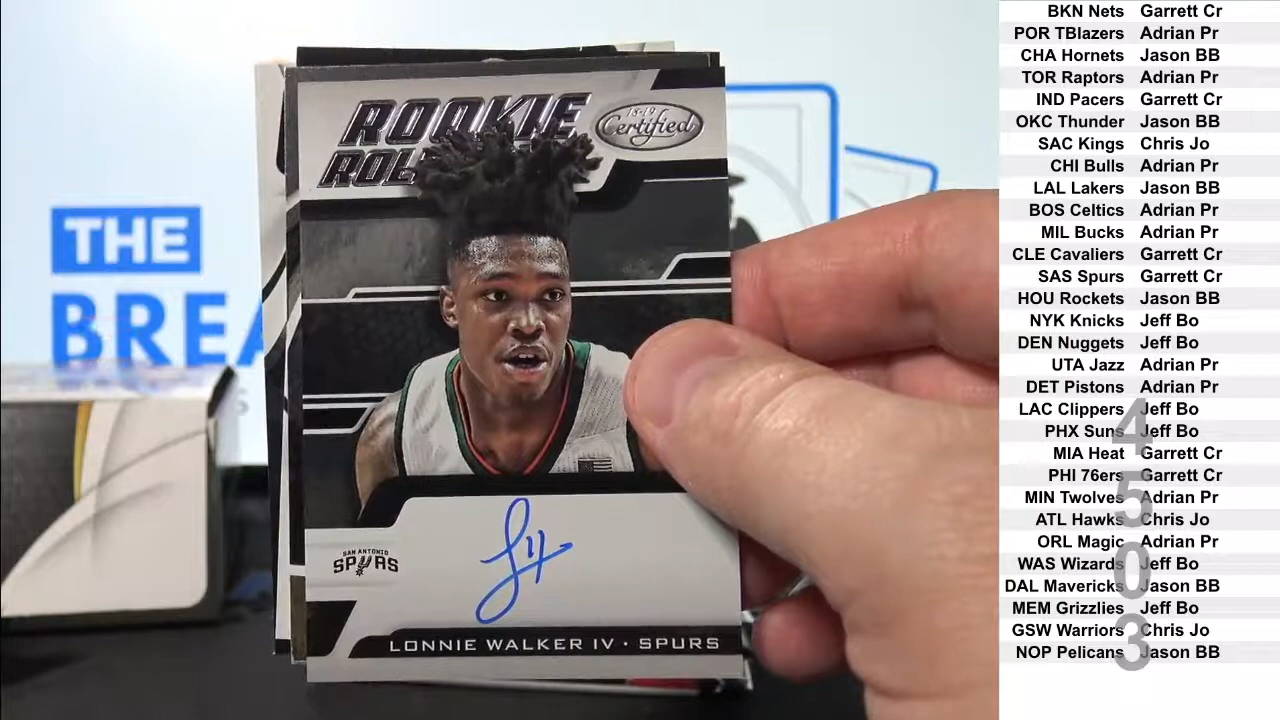 ROOKIE
18-19
Certified
THE
BREA
S
SAN ANTONIO
SPURS
LONNIE WALKER IV · SPURS
BKN Nets Garrett Cr
POR TBlazers Adrian Pr
CHA Hornets Jason BB
TOR Raptors Adrian Pr
IND Pacers Garrett Cr
OKC Thunder Jason BB
SAC Kings Chris Jo
CHI Bulls Adrian Pr
LAL Lakers Jason BB
BOS Celtics Adrian Pr
MIL Bucks Adrian Pr
CLE Cavaliers Garrett Cr
SAS Spurs Garrett Cr
HOU Rockets Jason BB
NYK Knicks Jeff Bo
DEN Nuggets Jeff Bo
UTA Jazz Adrian Pr
DET Pistons Adrian Pr
LAC Clippers Jeff Bo
PHX Suns Jeff Bo
MIA Heat Garrett Cr
PHI 76ers Garrett Cr
MIN Twolves Adrian Pr
ATL Hawks Chris Jo
ORL Magic Adrian Pr
WAS Wizards Jeff Bo
DAL Mavericks Jason BB
MEM Grizzlies Jeff Bo
GSW Warriors Chris Jo
NOP Pelicans Jason BB
4
5
0
3